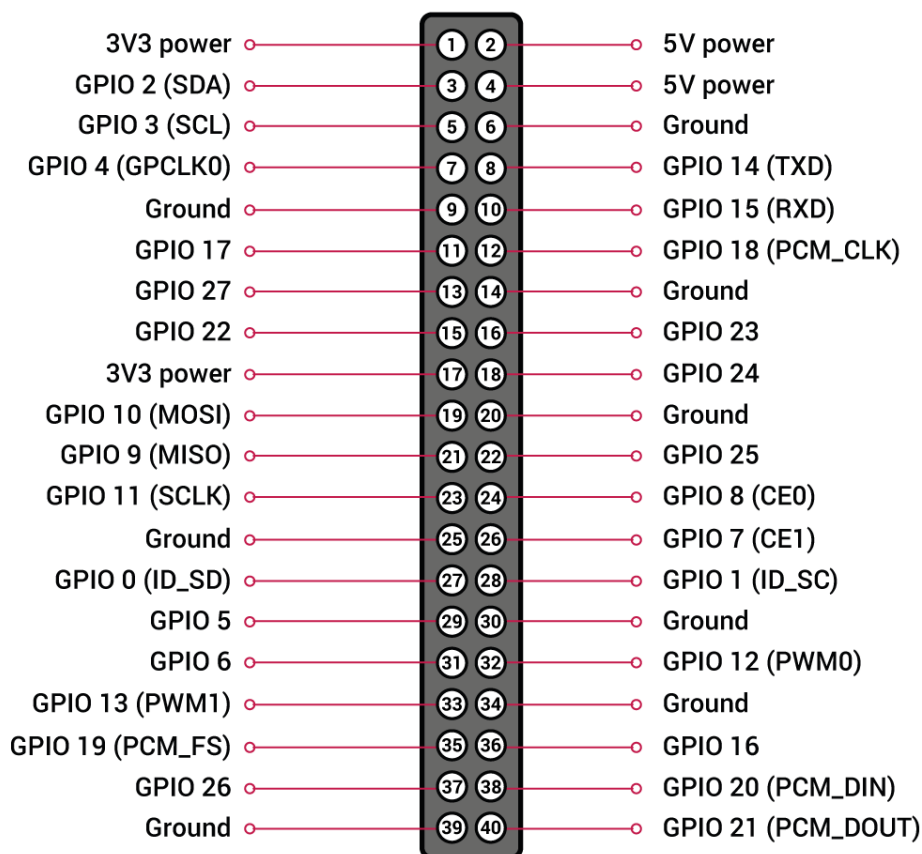 3V3 power 1 2 5V power
GPIO 2 (SDA) 3 4 5V power
GPIO 3 (SCL) 5 6 Ground
GPIO 4 (GPCLK0) 7 8 GPIO 14 (TXD)
Ground 9 10 GPIO 15 (RXD)
GPIO 17 11 12 GPIO 18 (PCM_CLK)
GPIO 27 13 14 Ground
GPIO 22 15 16 GPIO 23
3V3 power 17 18 GPIO 24
GPIO 10 (MOSI) 19 20 Ground
GPIO 9 (MISO) 21 22 GPIO 25
GPIO 11 (SCLK) 23 24 GPIO 8 (CE0)
Ground 25 26 GPIO 7 (CE1)
GPIO 0 (ID_SD) 27 28 GPIO 1 (ID_SC)
GPIO 5 29 30 Ground
GPIO 6 31 32 GPIO 12 (PWM0)
GPIO 13 (PWM1) 33 34 Ground
GPIO 19 (PCM_FS) 35 36 GPIO 16
GPIO 26 37 38 GPIO 20 (PCM_DIN)
Ground 39 40 GPIO 21 (PCM_DOUT)